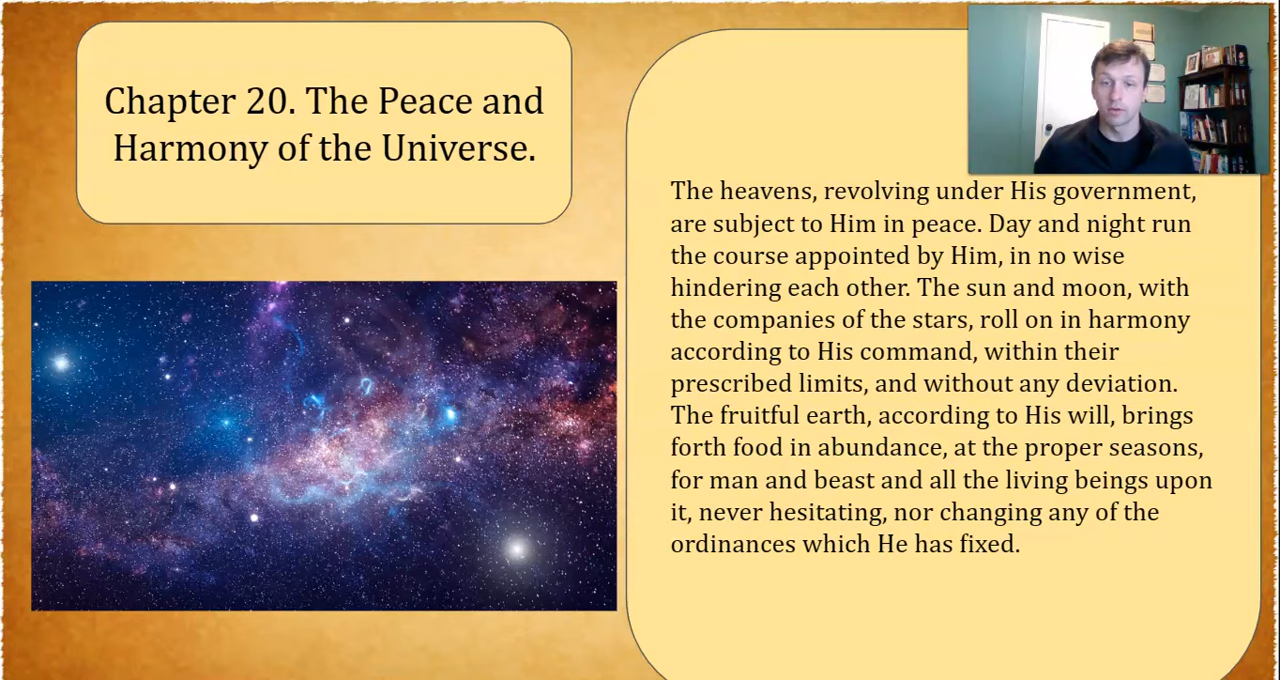 Chapter 20. The Peace and
Harmony of the Universe.
The heavens, revolving under His government,
are subject to Him in peace. Day and night run
the course appointed by Him, in no wise
hindering each other. The sun and moon, with
the companies of the stars, roll on in harmony
according to His command, within their
prescribed limits, and without any deviation.
The fruitful earth, according to His will, brings
forth food in abundance, at the proper seasons,
for man and beast and all the living beings upon
it, never hesitating, nor changing any of the
ordinances which He has fixed.